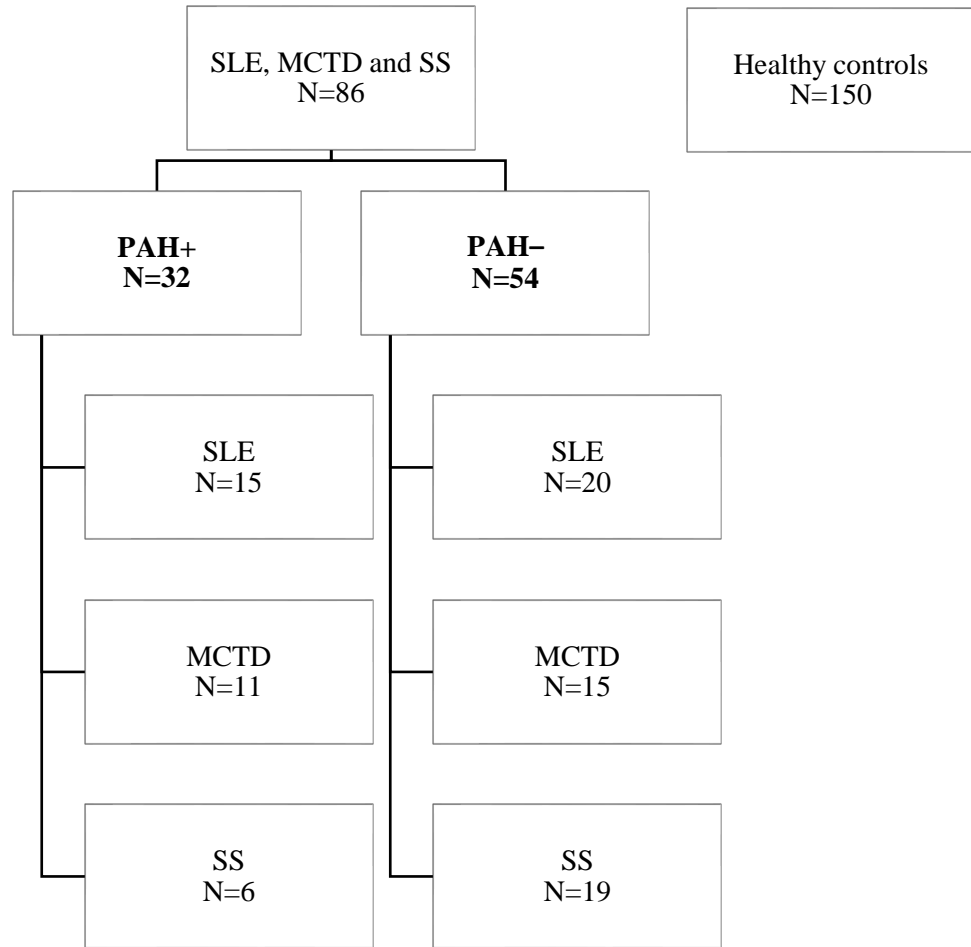 SLE, MCTD and SS
N=86
Healthy controls
N=150
PAH+
N=32
PAH−
N=54
SLE
N=15
SLE
N=20
MCTD
N=11
MCTD
N=15
SS
N=6
SS
N=19